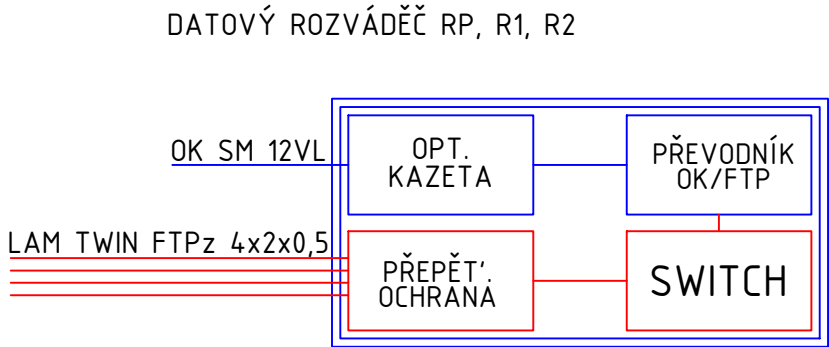 DATOVÝ ROZVÁDĚČ RP, R1, R2
OK SM 12VL
OPT.
KAZETA
PŘEVODNÍK
OK/FTP
LAM TWIN FTPz 4x2x0,5
PŘEPĚŤ.
OCHRANA
SWITCH